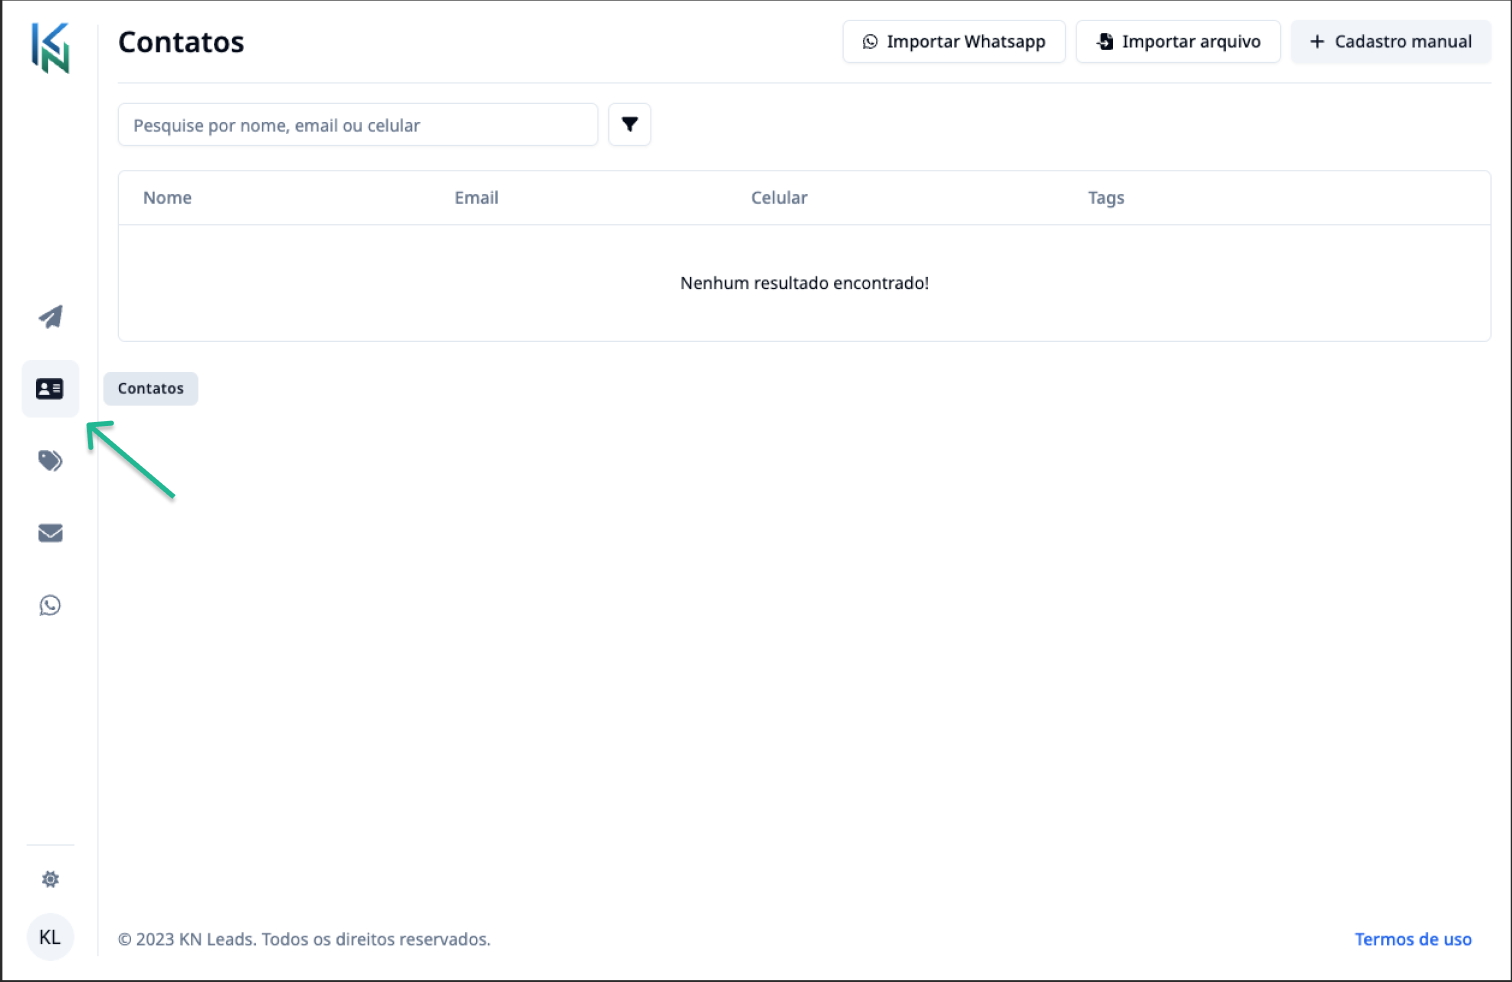 KN
Contatos
Importar Whatsapp
Importar arquivo
Cadastro manual
Pesquise por nome, email ou celular
Nome Email Celular Tags
Nenhum resultado encontrado!
Contatos
KL
© 2023 KN Leads. Todos os direitos reservados.
Termos de uso